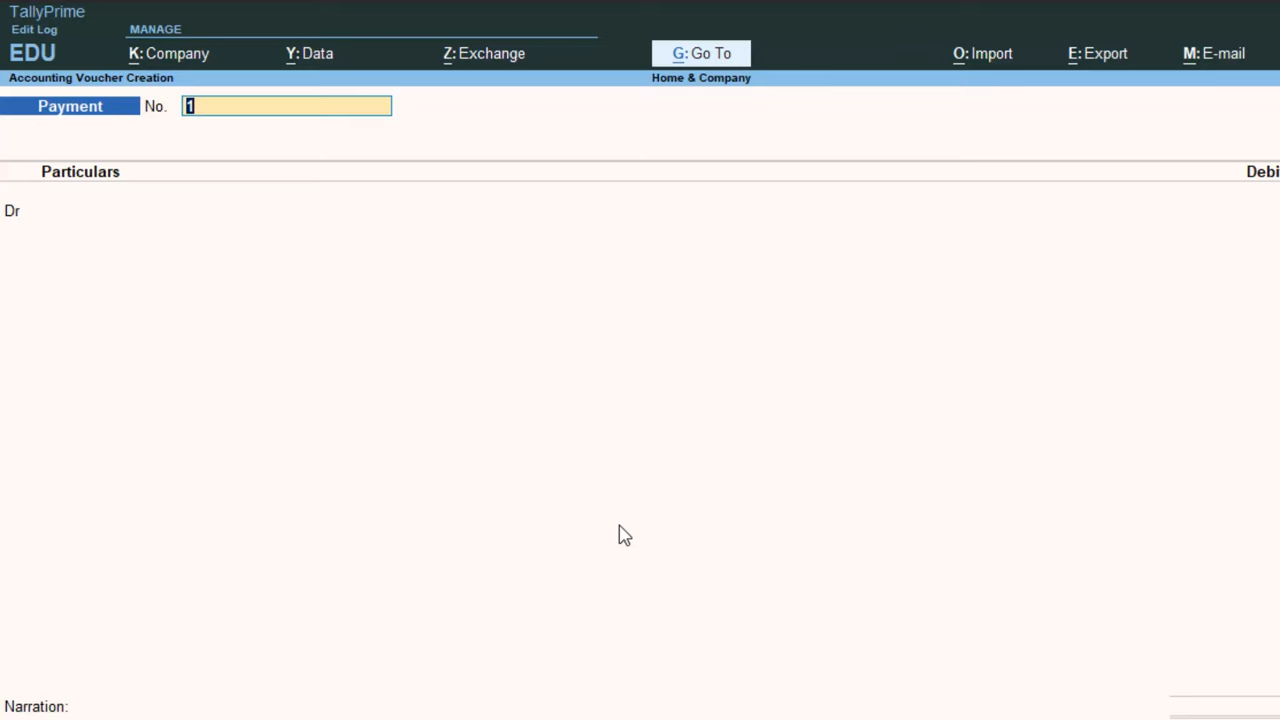 TallyPrime
Edit Log
MANAGE
EDU
K: Company
Y: Data
Z: Exchange
G: Go To
O: Import
E: Export
M: E-mail
Accounting Voucher Creation
Home & Company
Payment No. 1
Particulars Debi
Dr
Narration: